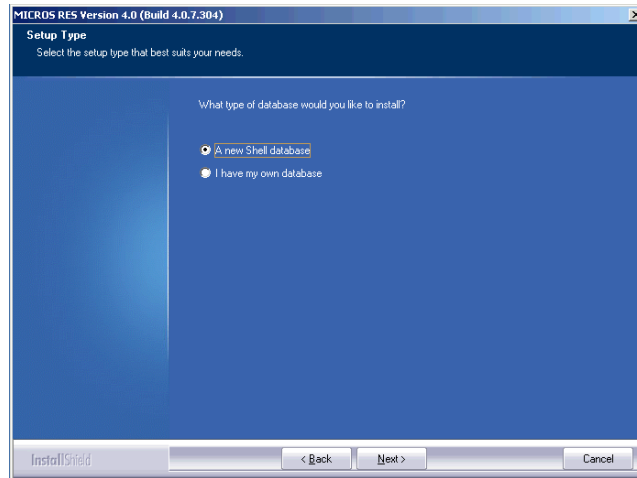 MICROS RES Version 4.0 (Build 4.0.7.304)
Setup Type
Select the setup type that best suits your needs.
What type of database would you like to install?
A new Shell database
I have my own database
InstallShield
< Back
Next >
Cancel